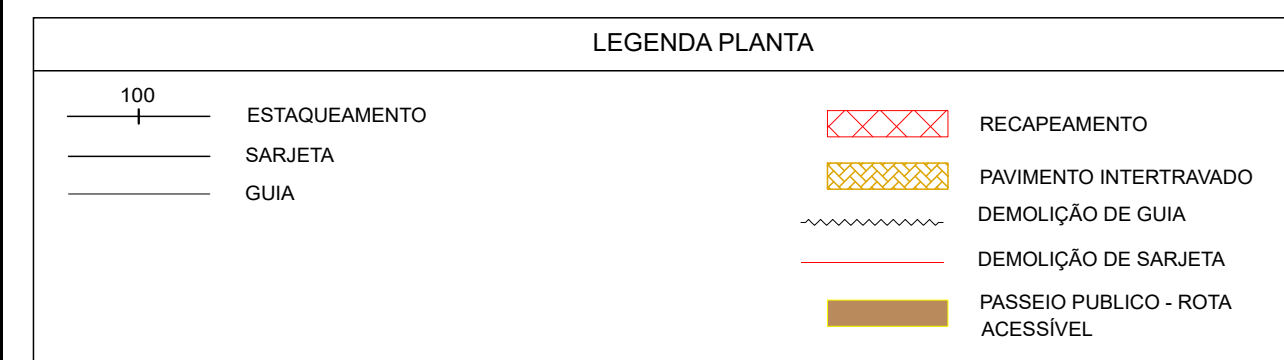 LEGENDA PLANTA
100
ESTAQUEAMENTO
SARJETA
GUIA
RECAPEAMENTO
PAVIMENTO INTERTRAVADO
DEMOLIÇÃO DE GUIA
DEMOLIÇÃO DE SARJETA
PASSEIO PUBLICO - ROTA
ACESSÍVEL